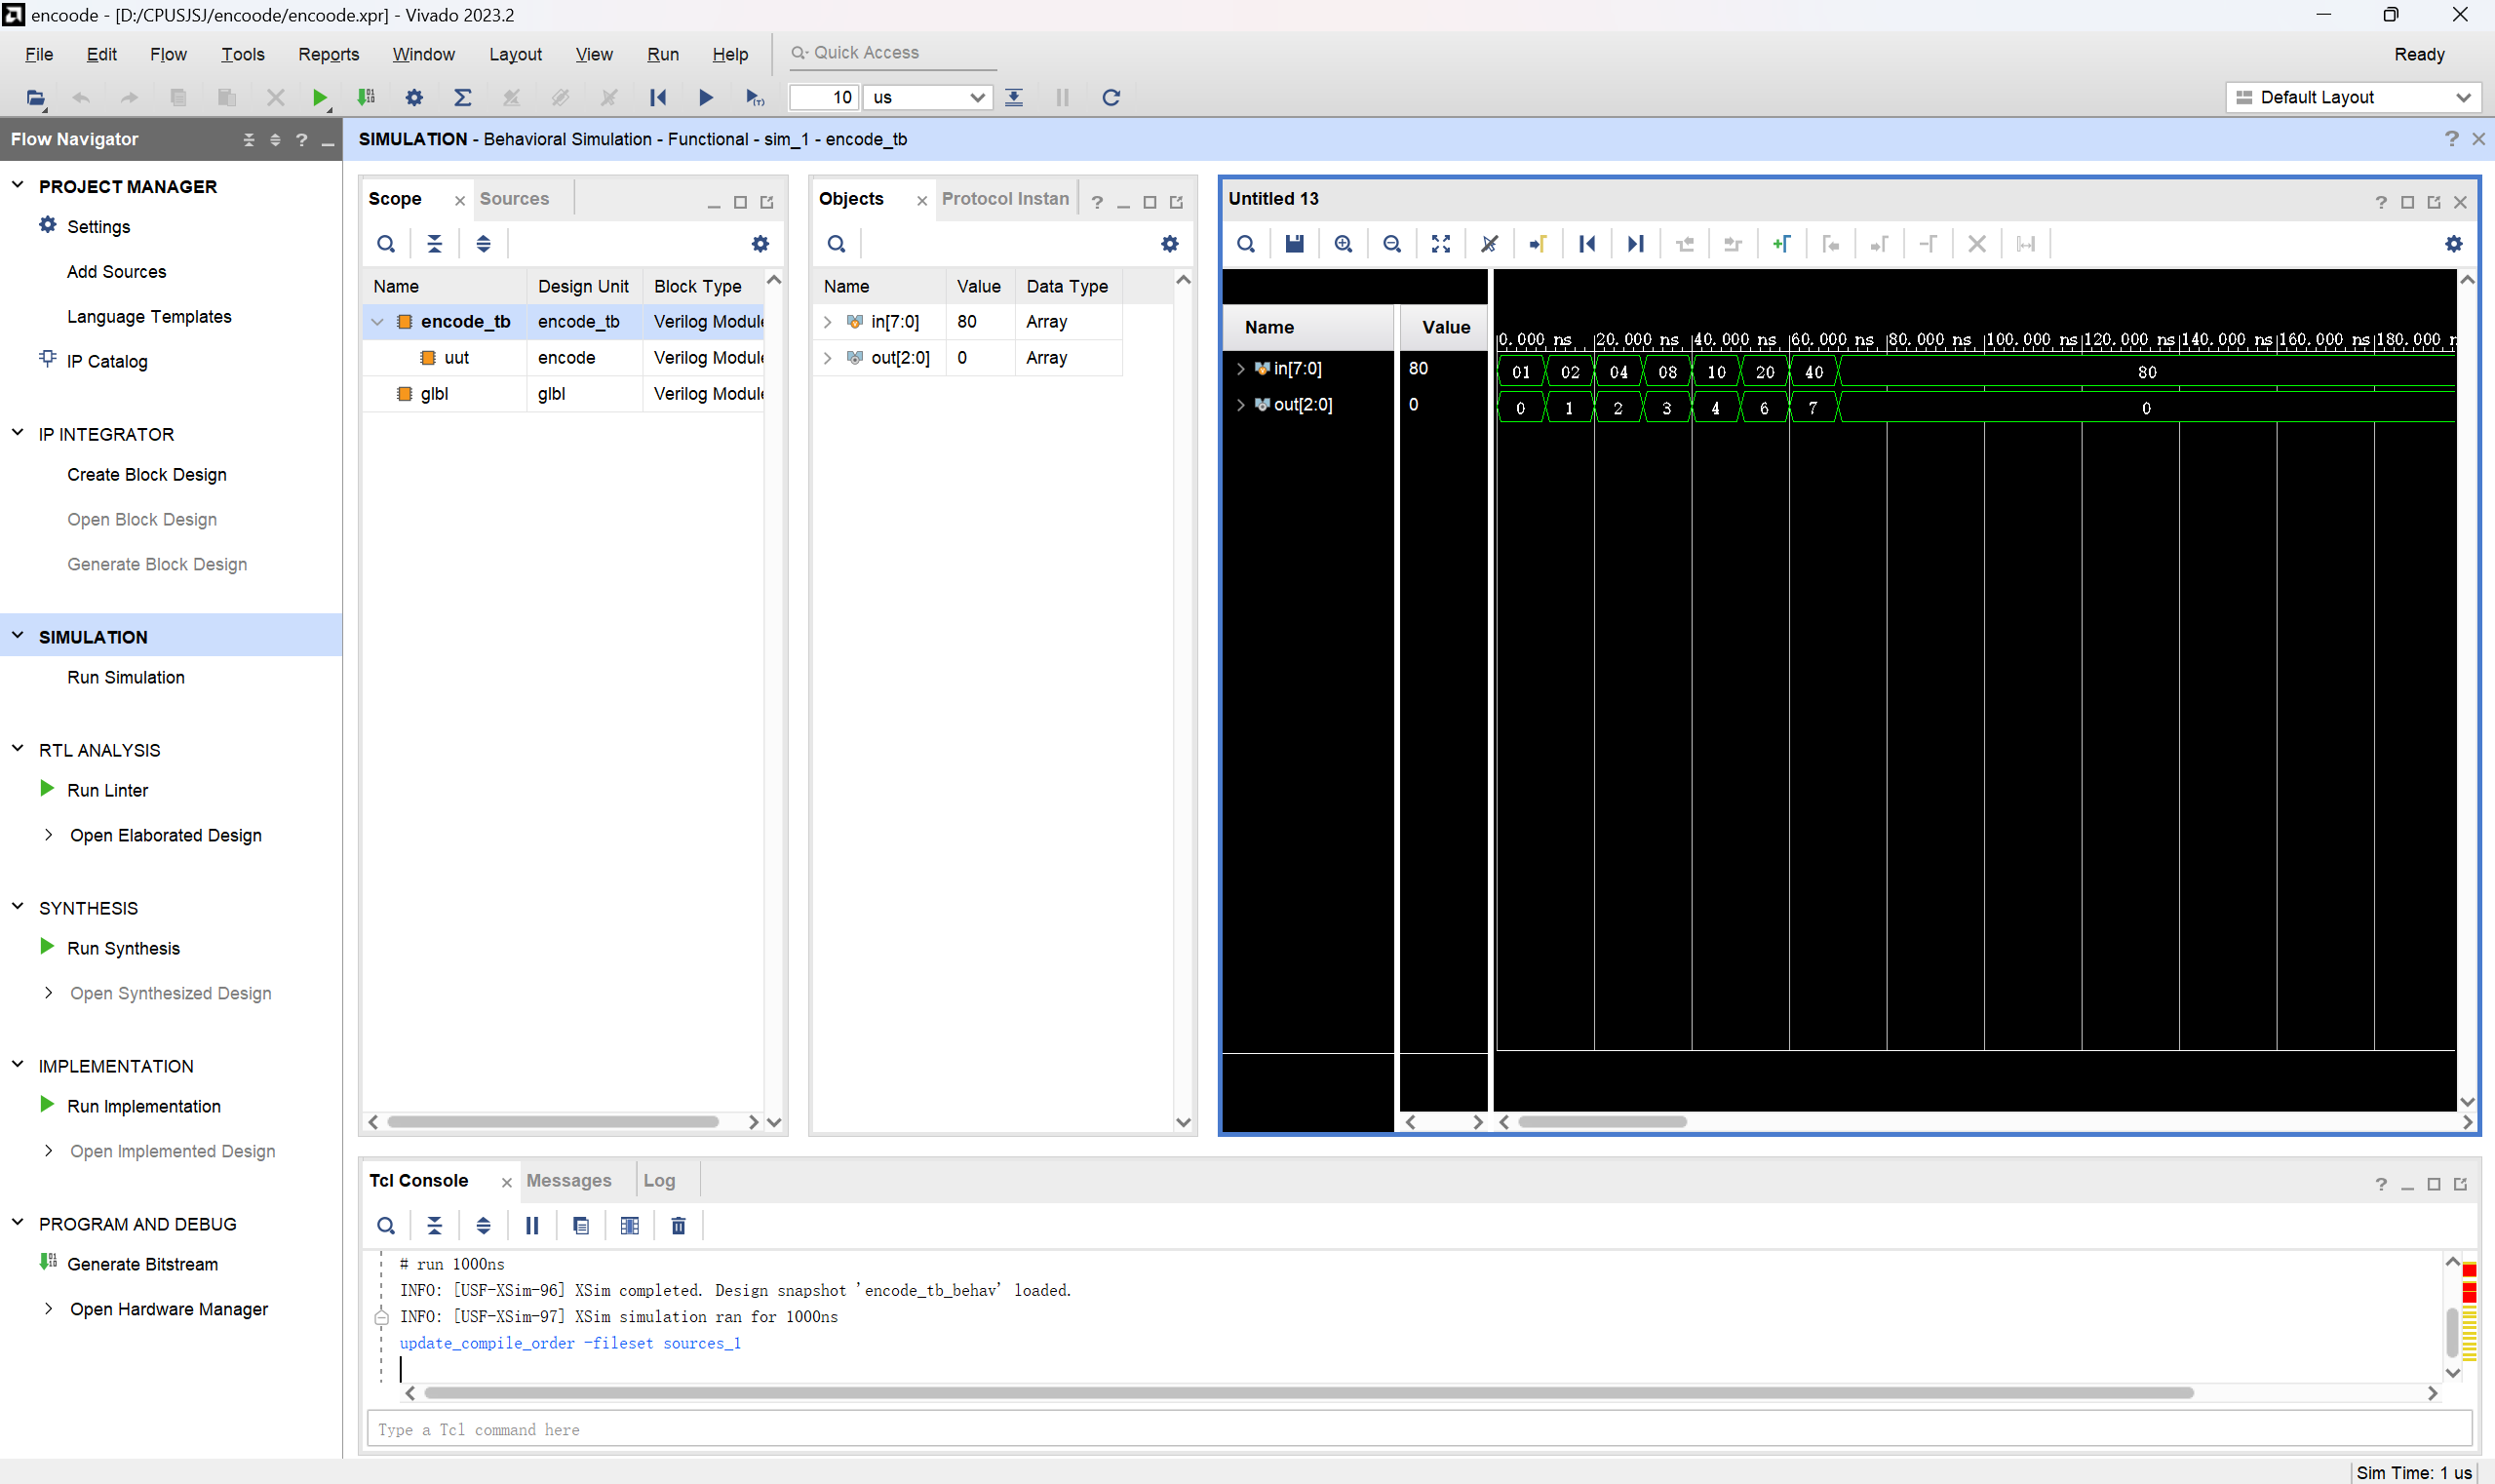 encoode - [D:/CPUSJSJ/encoode/encoode.xpr] - Vivado 2023.2
File Edit Flow Tools Reports Window Layout View Run Help Quick Access Ready
10 us Default Layout
Flow Navigator
PROJECT MANAGER
Settings
Add Sources
Language Templates
IP Catalog
IP INTEGRATOR
Create Block Design
Open Block Design
Generate Block Design
SIMULATION
Run Simulation
RTL ANALYSIS
Run Linter
Open Elaborated Design
SYNTHESIS
Run Synthesis
Open Synthesized Design
IMPLEMENTATION
Run Implementation
Open Implemented Design
PROGRAM AND DEBUG
Generate Bitstream
Open Hardware Manager
SIMULATION - Behavioral Simulation - Functional - sim_1 - encode_tb
Scope Sources
Name Design Unit Block Type
encode_tb encode_tb Verilog Module
uut encode Verilog Module
glbl glbl Verilog Module
Objects Protocol Instan
Name Value Data Type
in[7:0] 80 Array
out[2:0] 0 Array
Untitled 13
Name Value
0.000 ns 20.000 ns 40.000 ns 60.000 ns 80.000 ns 100.000 ns 120.000 ns 140.000 ns 160.000 ns 180.000 n
in[7:0] 80 01 02 04 08 10 20 40 80
out[2:0] 0 0 1 2 3 4 6 7 0
Tcl Console Messages Log
# run 1000ns
INFO: [USF-XSim-96] XSim completed. Design snapshot 'encode_tb_behav' loaded.
INFO: [USF-XSim-97] XSim simulation ran for 1000ns
update_compile_order -fileset sources_1
Type a Tcl command here
Sim Time: 1 us